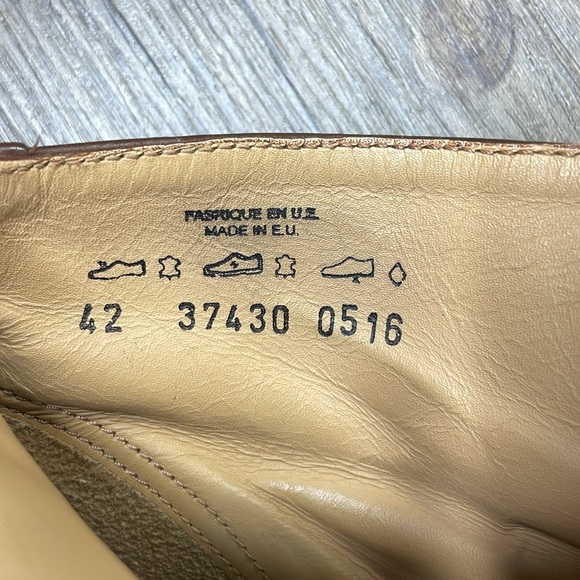 FABRIQUE EN U.E.
MADE IN E.U.
42 37430 0516